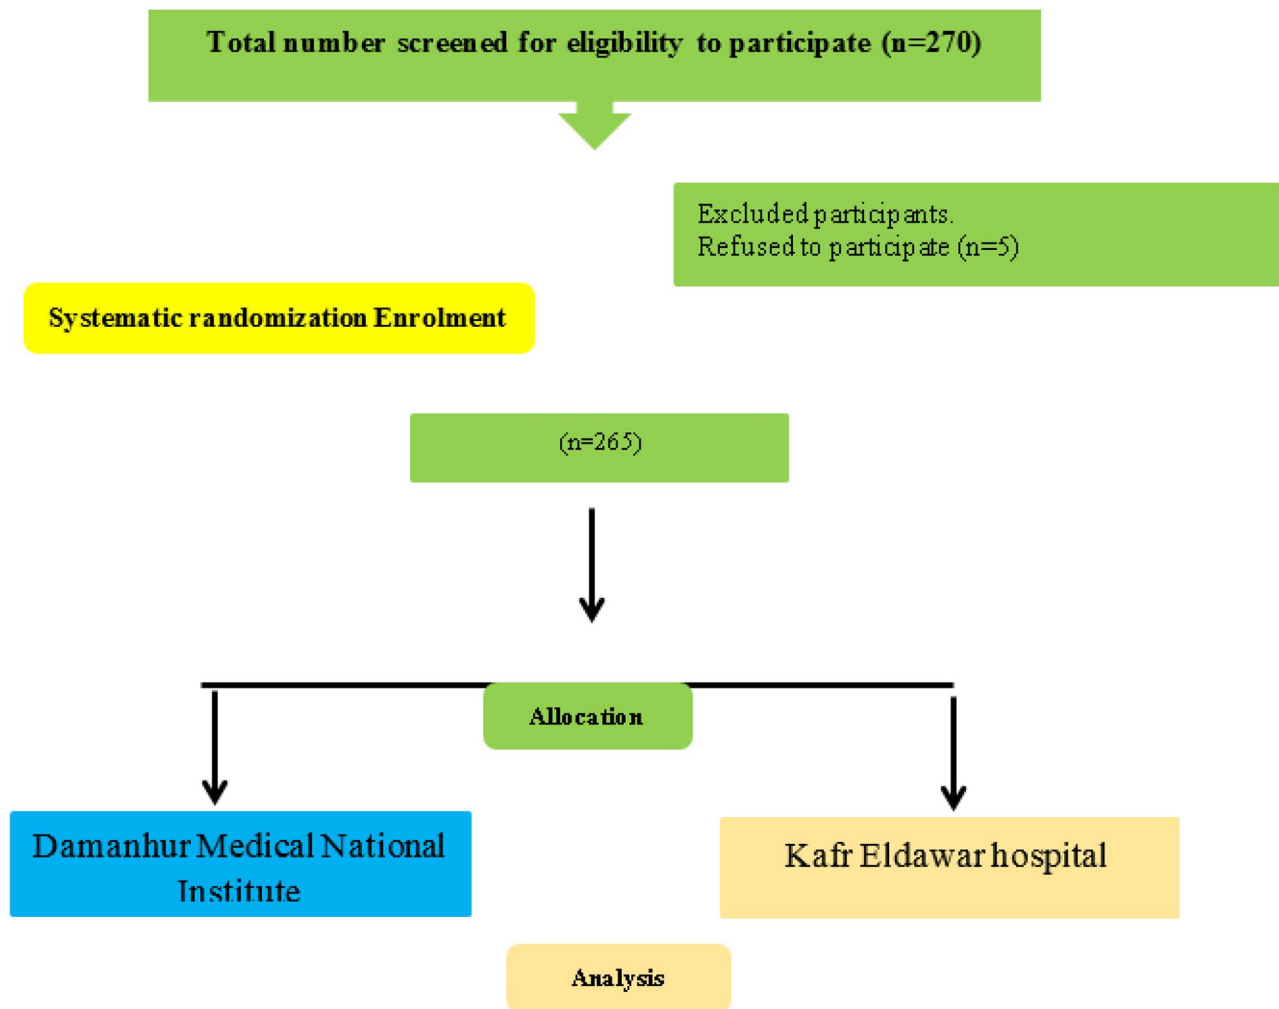 Total number screened for eligibility to participate (n=270)
Excluded participants.
Refused to participate (n=5)
Systematic randomization Enrolment
(n=265)
Allocation
Damanhur Medical National
Institute
Kafr Eldawar hospital
Analysis